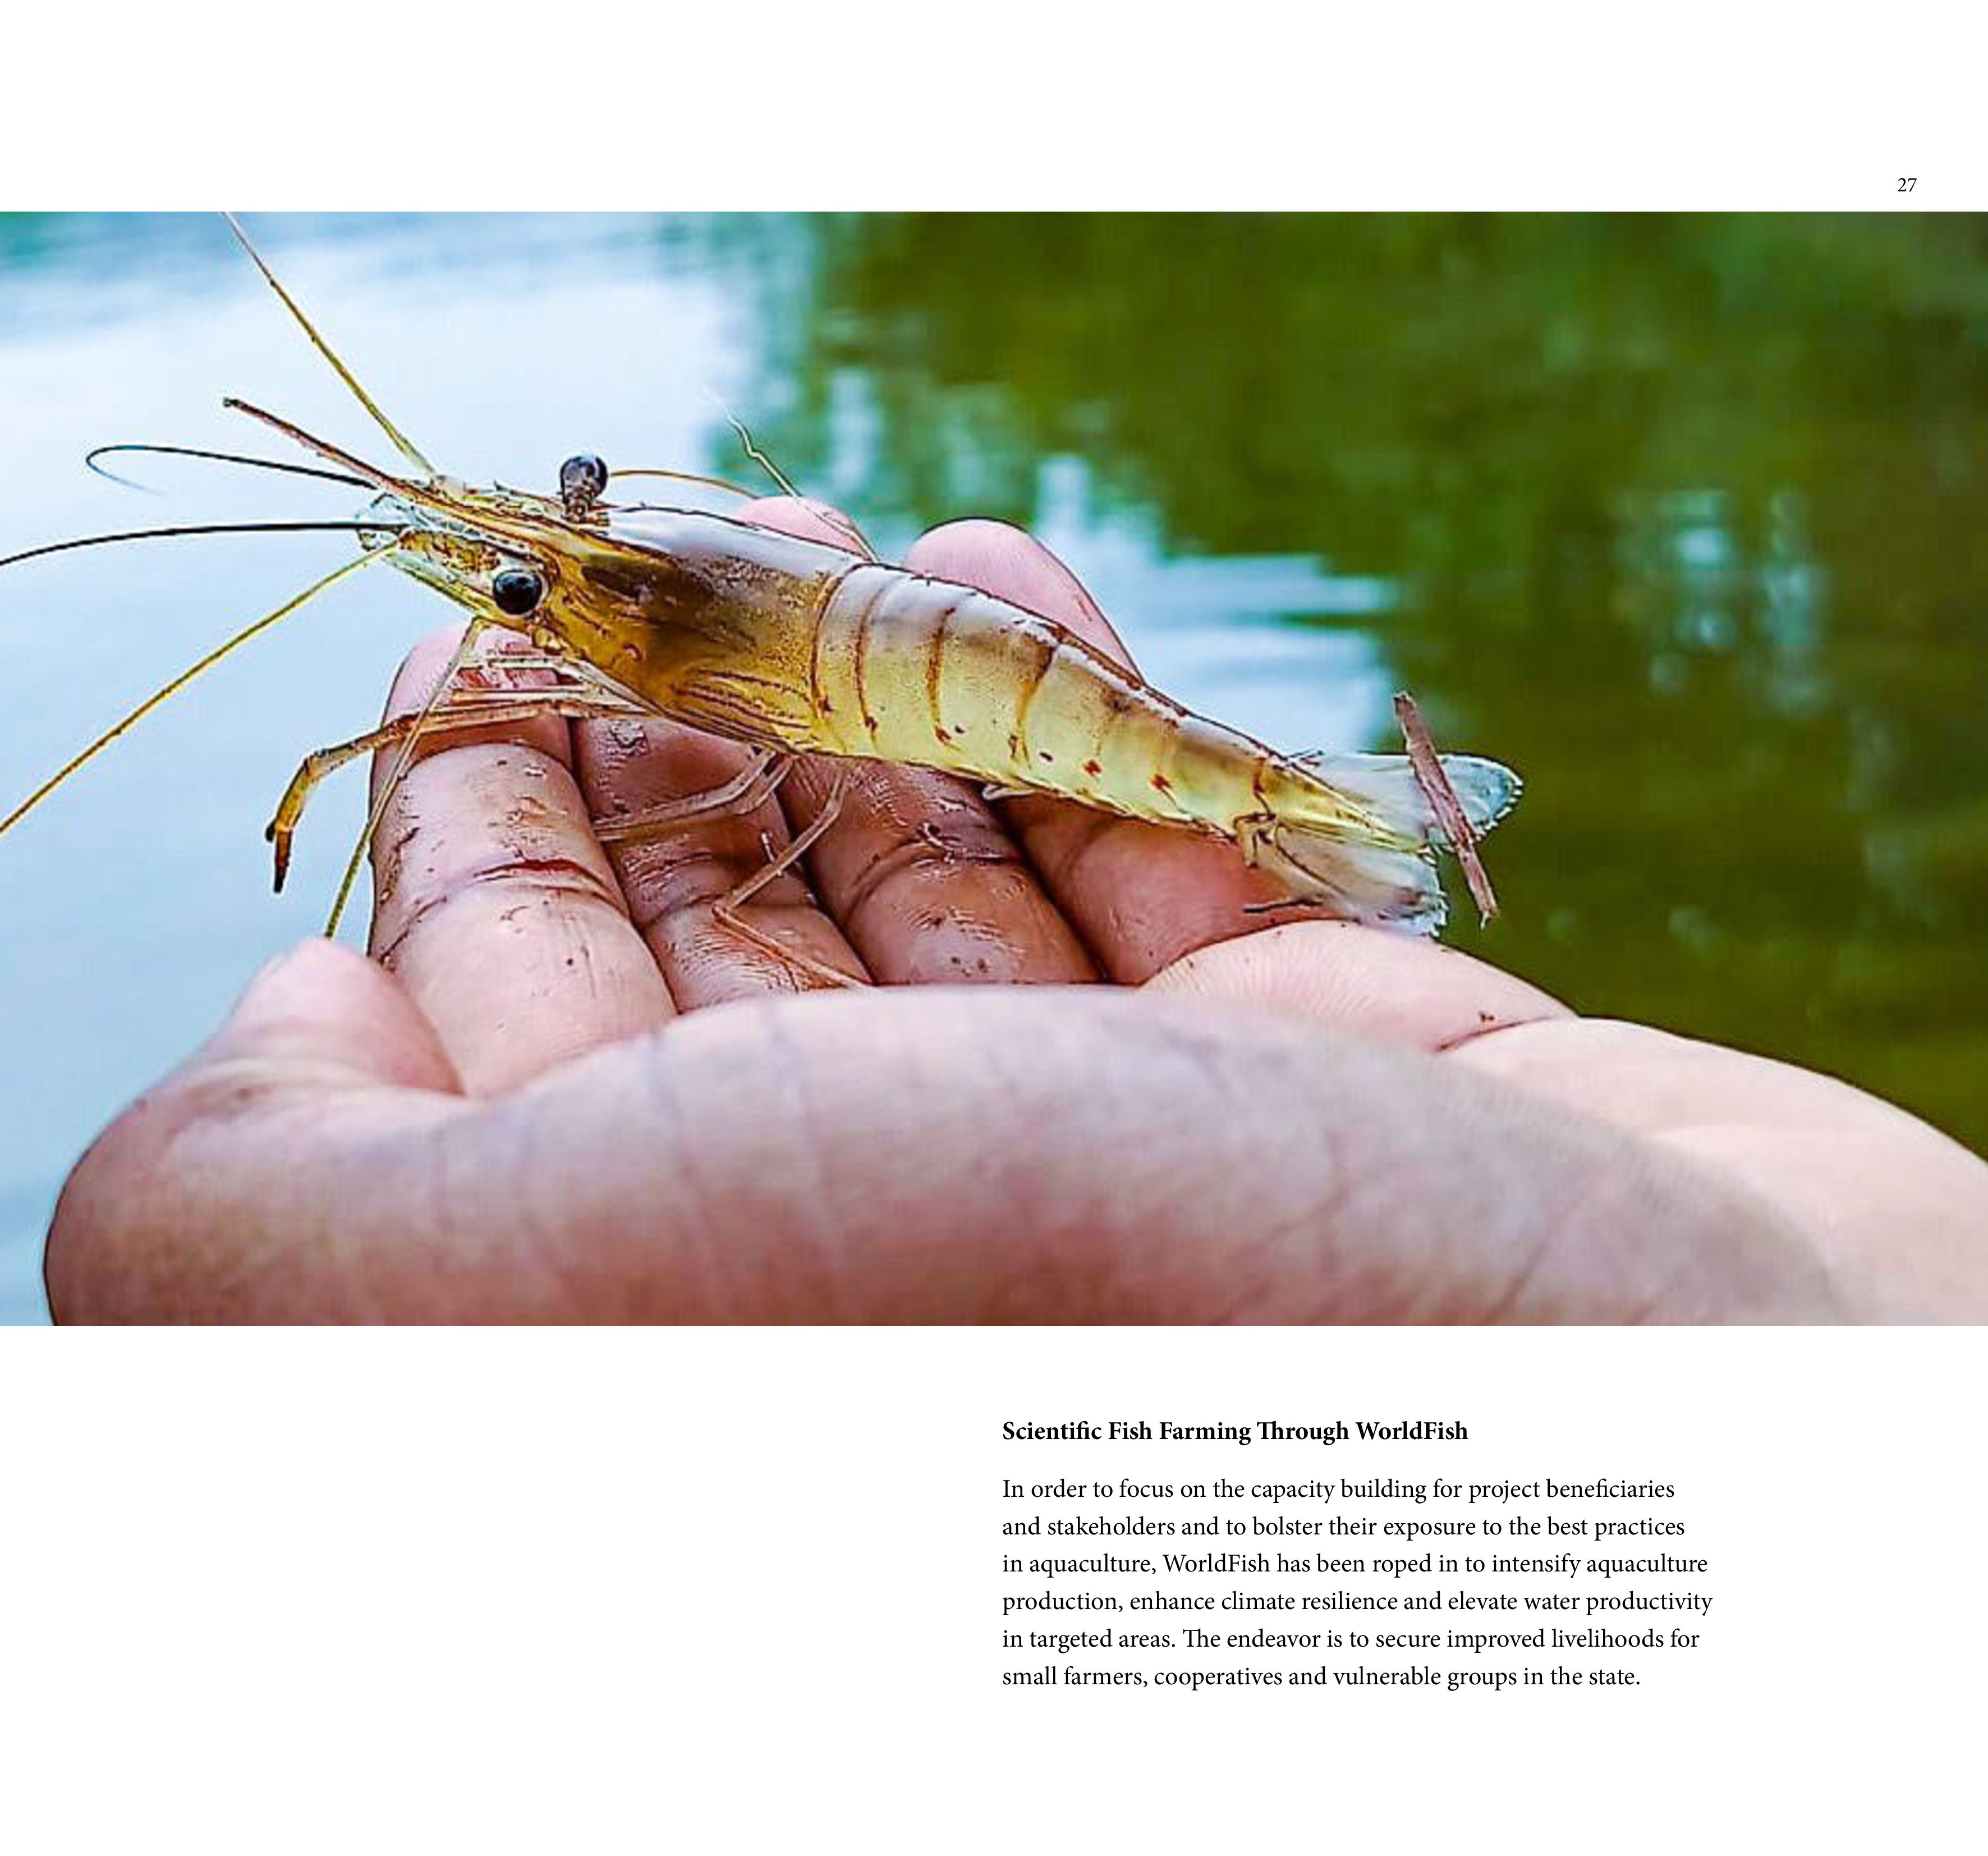 27
Scientific Fish Farming Through WorldFish
In order to focus on the capacity building for project beneficiaries
and stakeholders and to bolster their exposure to the best practices
in aquaculture, WorldFish has been roped in to intensify aquaculture
production, enhance climate resilience and elevate water productivity
in targeted areas. The endeavor is to secure improved livelihoods for
small farmers, cooperatives and vulnerable groups in the state.